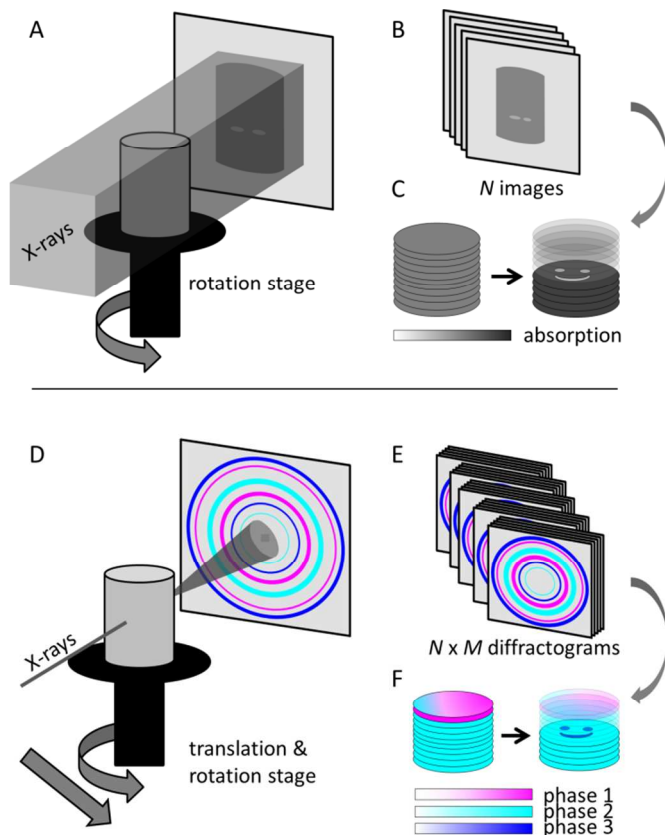 A
X-rays
rotation stage
B
N images
C
absorption
D
X-rays
translation &
rotation stage
E
N x M diffractograms
F
phase 1
phase 2
phase 3